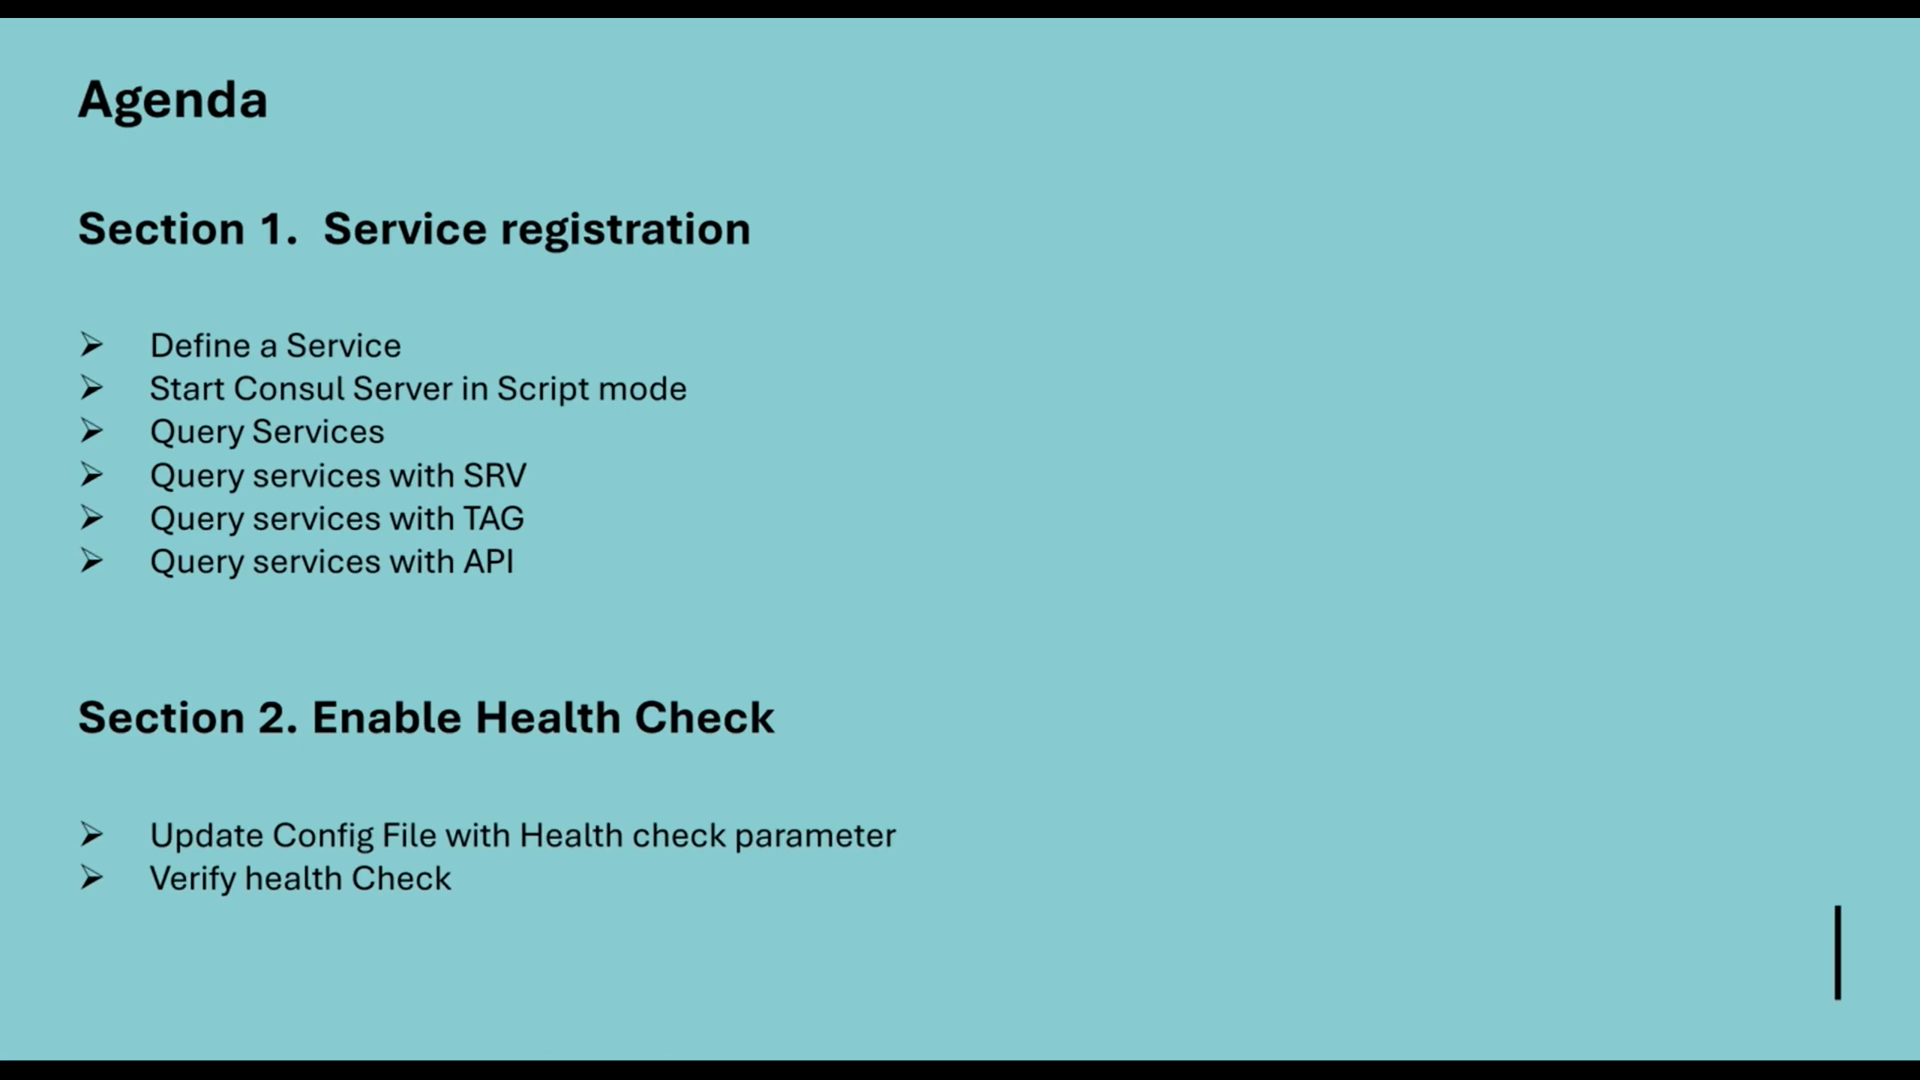 Agenda
Section 1.  Service registration
➢ Define a Service
➢ Start Consul Server in Script mode
➢ Query Services
➢ Query services with SRV
➢ Query services with TAG
➢ Query services with API
Section 2. Enable Health Check
➢ Update Config File with Health check parameter
➢ Verify health Check